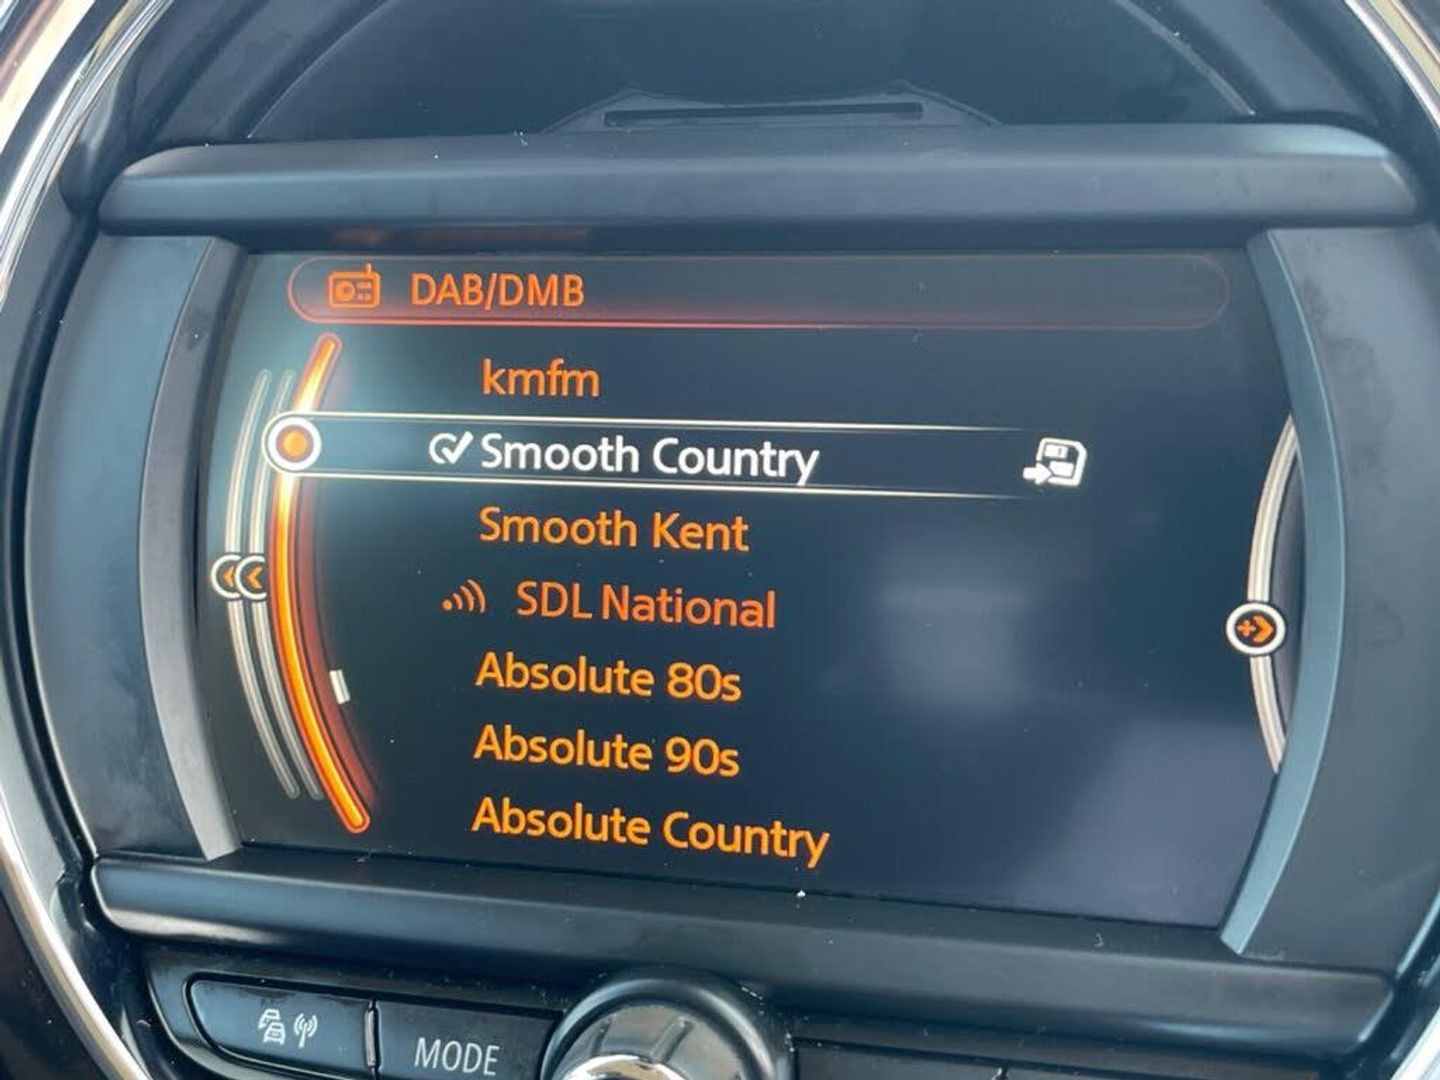 DAB/DMB
kmfm
Smooth Country
Smooth Kent
SDL National
Absolute 80s
Absolute 90s
Absolute Country
MODE